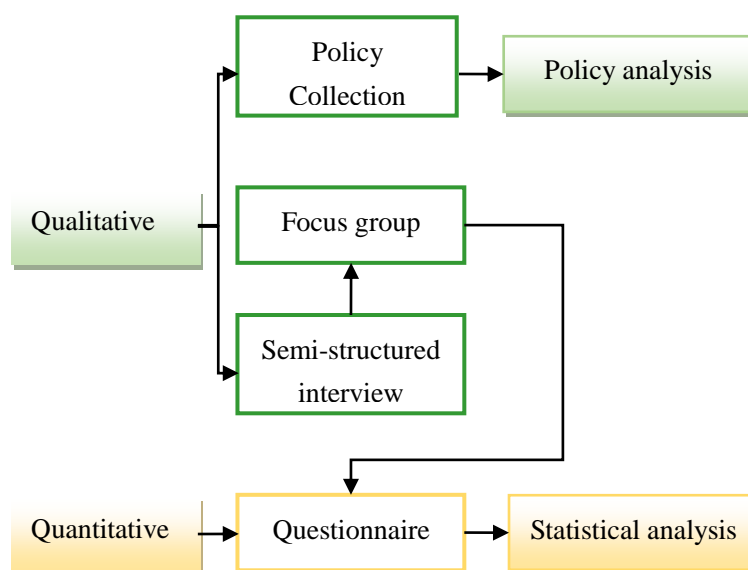 Policy
Collection
Policy analysis
Qualitative
Focus group
Semi-structured
interview
Quantitative
Questionnaire
Statistical analysis